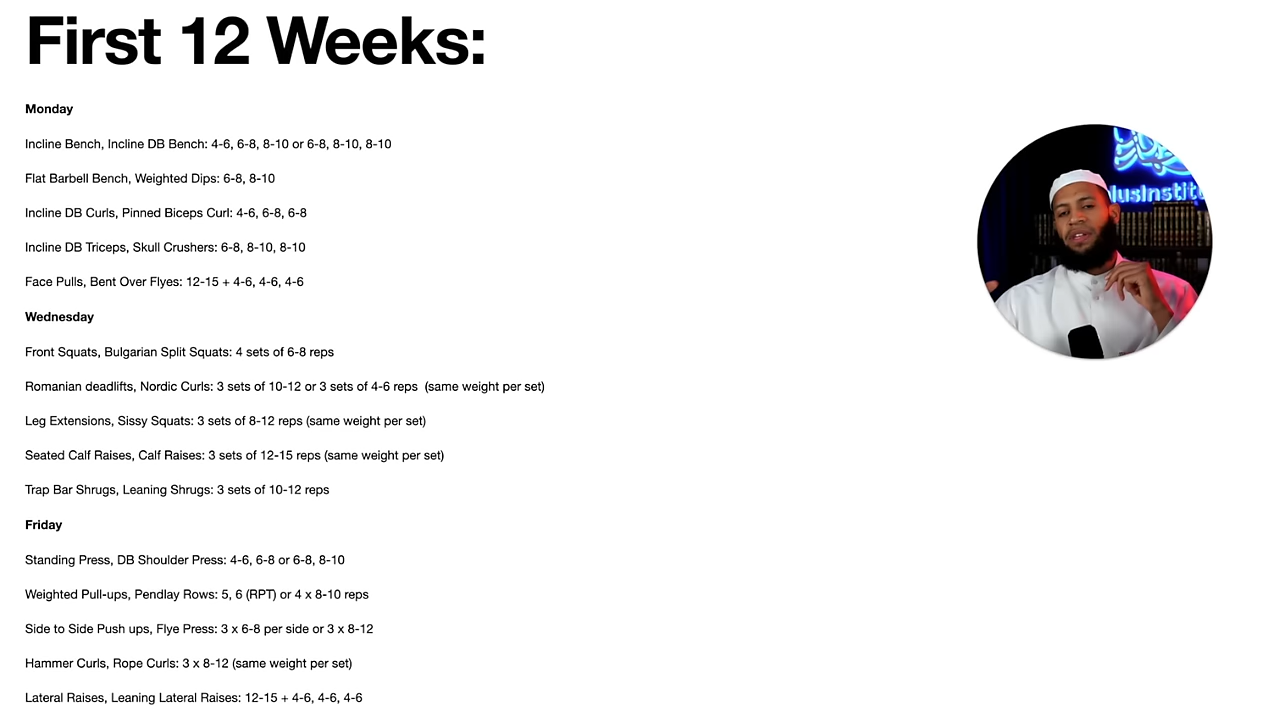 First 12 Weeks:
Monday
Incline Bench, Incline DB Bench: 4-6, 6-8, 8-10 or 6-8, 8-10, 8-10
Flat Barbell Bench, Weighted Dips: 6-8, 8-10
Incline DB Curls, Pinned Biceps Curl: 4-6, 6-8, 6-8
Incline DB Triceps, Skull Crushers: 6-8, 8-10, 8-10
Face Pulls, Bent Over Flyes: 12-15 + 4-6, 4-6, 4-6
Wednesday
Front Squats, Bulgarian Split Squats: 4 sets of 6-8 reps
Romanian deadlifts, Nordic Curls: 3 sets of 10-12 or 3 sets of 4-6 reps  (same weight per set)
Leg Extensions, Sissy Squats: 3 sets of 8-12 reps (same weight per set)
Seated Calf Raises, Calf Raises: 3 sets of 12-15 reps (same weight per set)
Trap Bar Shrugs, Leaning Shrugs: 3 sets of 10-12 reps
Friday
Standing Press, DB Shoulder Press: 4-6, 6-8 or 6-8, 8-10
Weighted Pull-ups, Pendlay Rows: 5, 6 (RPT) or 4 x 8-10 reps
Side to Side Push ups, Flye Press: 3 x 6-8 per side or 3 x 8-12
Hammer Curls, Rope Curls: 3 x 8-12 (same weight per set)
Lateral Raises, Leaning Lateral Raises: 12-15 + 4-6, 4-6, 4-6